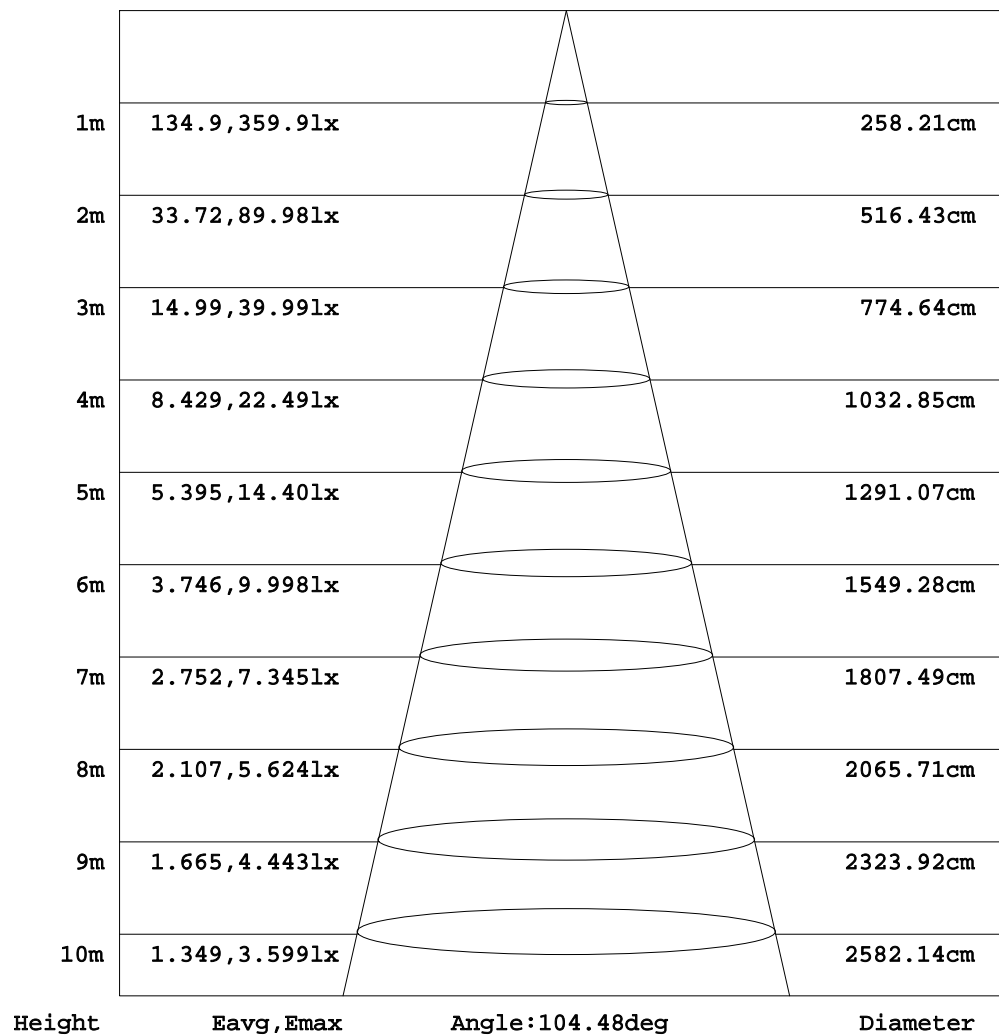 1m 134.9,359.9lx 258.21cm
2m 33.72,89.98lx 516.43cm
3m 14.99,39.99lx 774.64cm
4m 8.429,22.49lx 1032.85cm
5m 5.395,14.40lx 1291.07cm
6m 3.746,9.998lx 1549.28cm
7m 2.752,7.345lx 1807.49cm
8m 2.107,5.624lx 2065.71cm
9m 1.665,4.443lx 2323.92cm
10m 1.349,3.599lx 2582.14cm
Height Eavg,Emax Angle:104.48deg Diameter